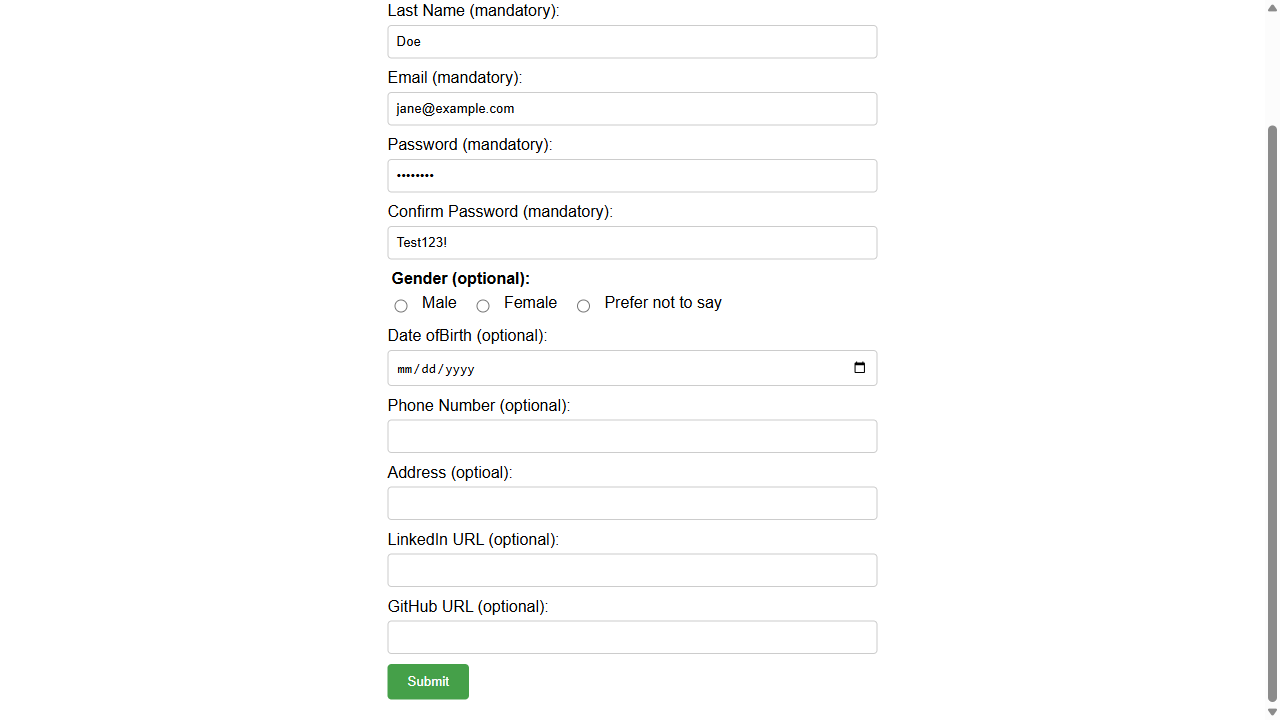 Last Name (mandatory):
Doe
Email (mandatory):
jane@example.com
Password (mandatory):
••••••••
Confirm Password (mandatory):
Test123!
Gender (optional):
Male Female Prefer not to say
Date ofBirth (optional):
mm/dd/yyyy
Phone Number (optional):
Address (optioal):
LinkedIn URL (optional):
GitHub URL (optional):
Submit